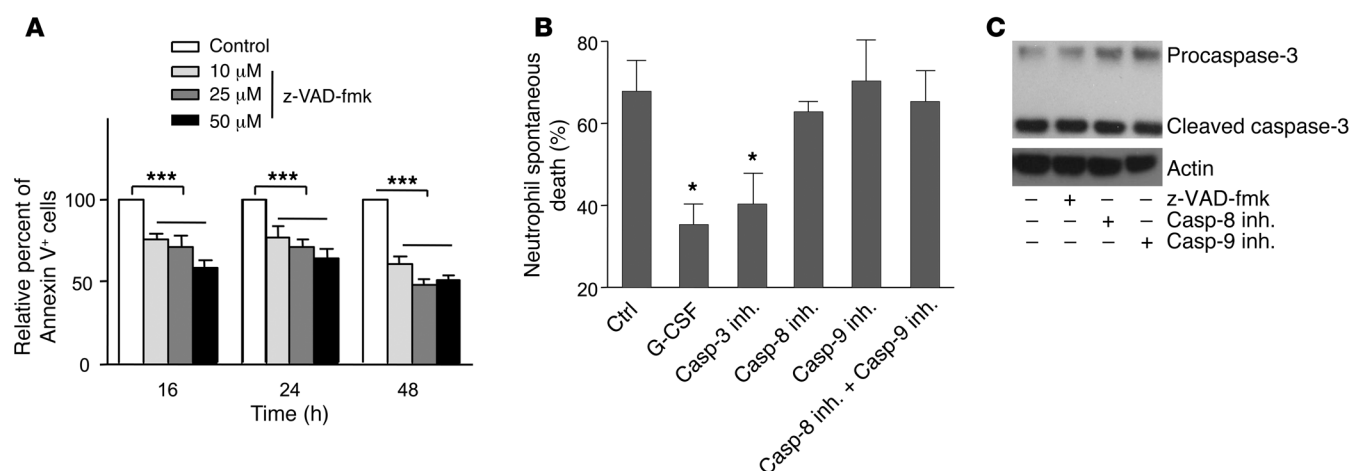 A
Control
10 μM
25 μM
50 μM
z-VAD-fmk
Relative percent of
Annexin V+ cells
100
50
0
***
***
***
16
24
48
Time (h)
B
Neutrophil spontaneous
death (%)
80
60
40
20
*
*
Ctrl
G-CSF
Casp-3 inh.
Casp-8 inh.
Casp-9 inh.
Casp-8 inh. + Casp-9 inh.
C
Procaspase-3
Cleaved caspase-3
Actin
– + – – z-VAD-fmk
– – + – Casp-8 inh.
– – – + Casp-9 inh.